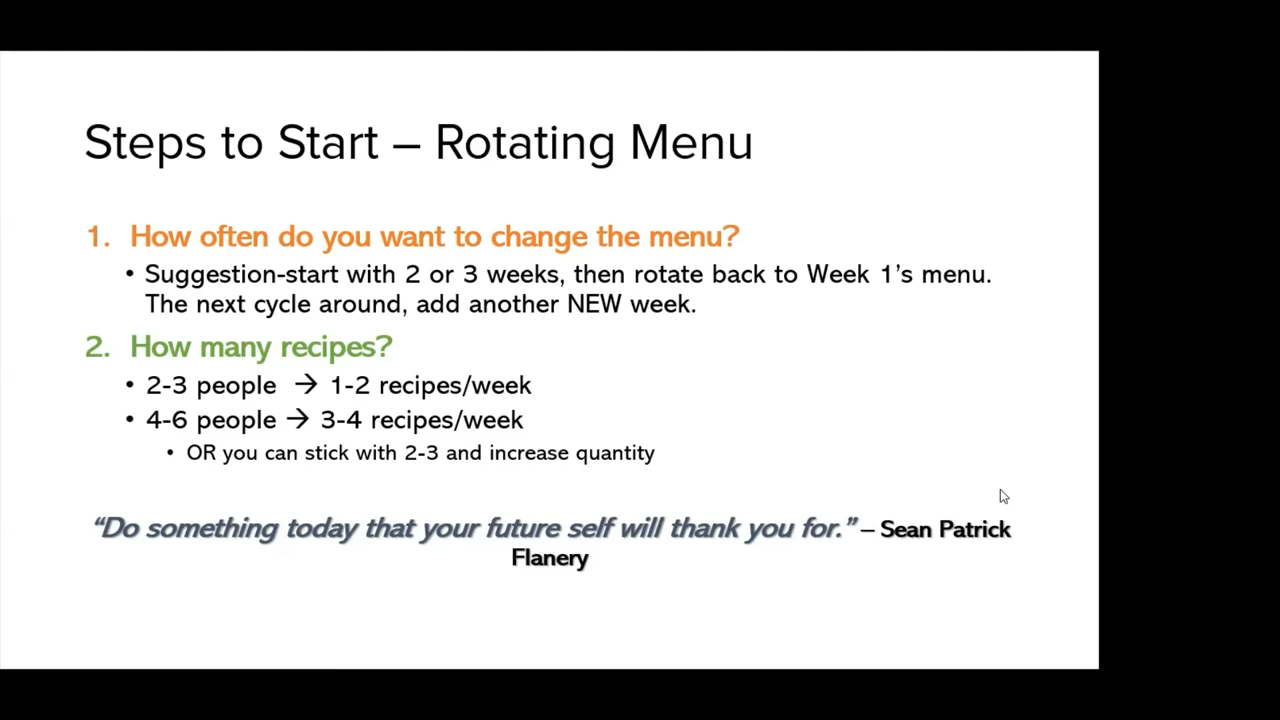 Steps to Start – Rotating Menu
1. How often do you want to change the menu?
• Suggestion-start with 2 or 3 weeks, then rotate back to Week 1’s menu.
The next cycle around, add another NEW week.
2. How many recipes?
• 2-3 people → 1-2 recipes/week
• 4-6 people → 3-4 recipes/week
• OR you can stick with 2-3 and increase quantity
“Do something today that your future self will thank you for.” – Sean Patrick
Flanery